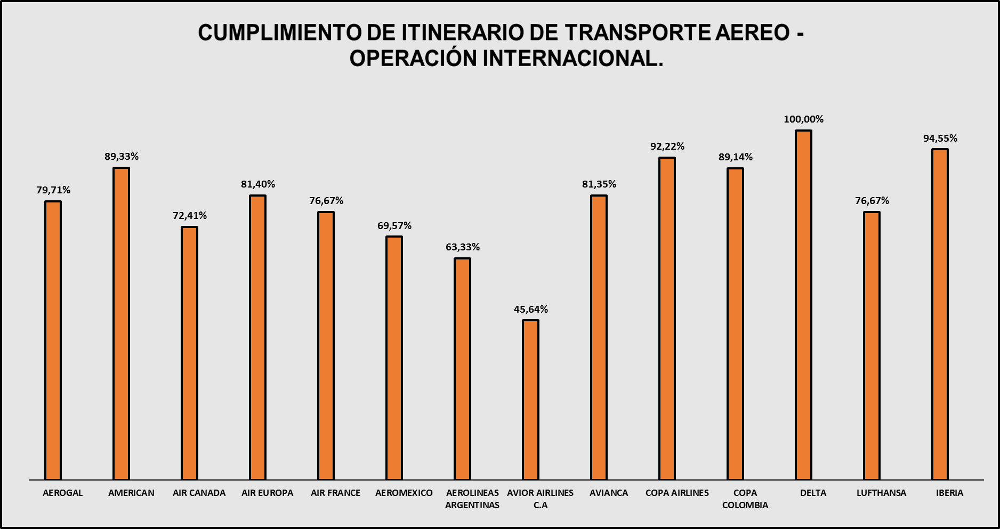 CUMPLIMIENTO DE ITINERARIO DE TRANSPORTE AEREO -
OPERACIÓN INTERNACIONAL.
79,71%
89,33%
72,41%
81,40%
76,67%
69,57%
63,33%
45,64%
81,35%
92,22%
89,14%
100,00%
76,67%
94,55%
AEROGAL
AMERICAN
AIR CANADA
AIR EUROPA
AIR FRANCE
AEROMEXICO
AEROLINEAS
ARGENTINAS
AVIOR AIRLINES
C.A
AVIANCA
COPA AIRLINES
COPA
COLOMBIA
DELTA
LUFTHANSA
IBERIA